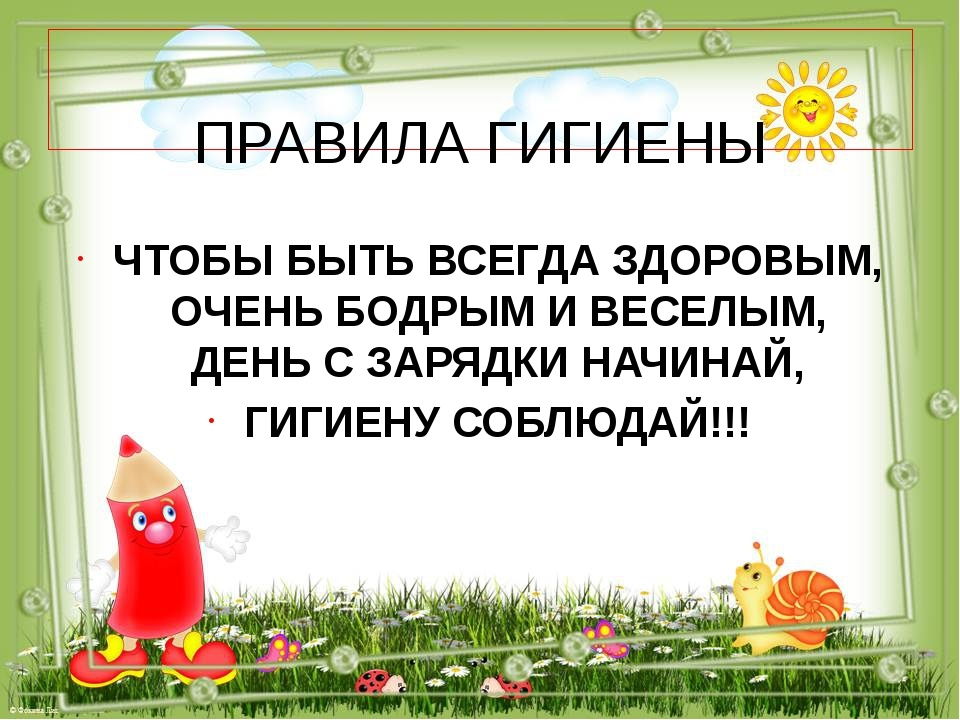 ПРАВИЛА ГИГИЕНЫ
• ЧТОБЫ БЫТЬ ВСЕГДА ЗДОРОВЫМ,
ОЧЕНЬ БОДРЫМ И ВЕСЕЛЫМ,
ДЕНЬ С ЗАРЯДКИ НАЧИНАЙ,
• ГИГИЕНУ СОБЛЮДАЙ!!!
©